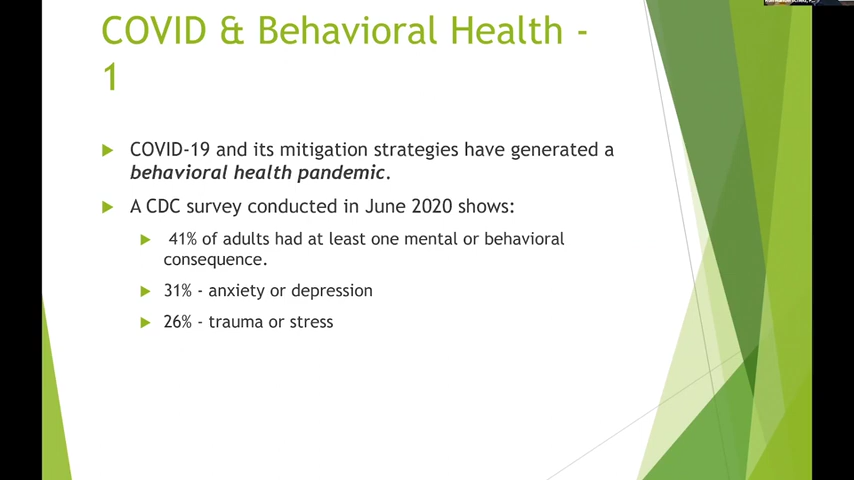 COVID & Behavioral Health -
1
COVID-19 and its mitigation strategies have generated a
behavioral health pandemic.
A CDC survey conducted in June 2020 shows:
41% of adults had at least one mental or behavioral
consequence.
31% - anxiety or depression
26% - trauma or stress